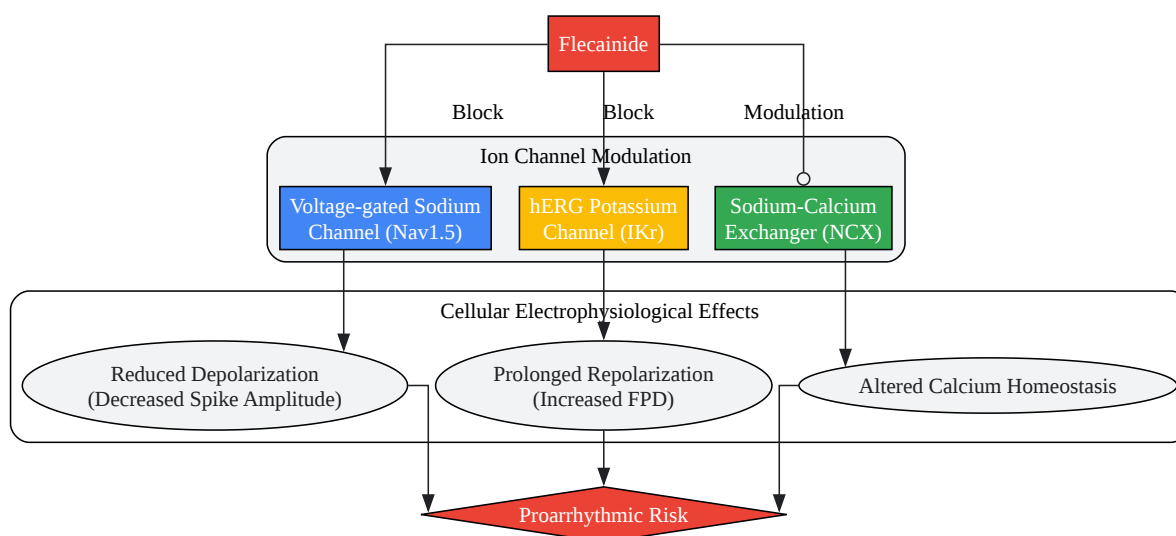 Flecainide
Block
Block
Modulation
Ion Channel Modulation
Voltage-gated Sodium
Channel (Nav1.5)
hERG Potassium
Channel (IKr)
Sodium-Calcium
Exchanger (NCX)
Cellular Electrophysiological Effects
Reduced Depolarization
(Decreased Spike Amplitude)
Prolonged Repolarization
(Increased FPD)
Altered Calcium Homeostasis
Proarrhythmic Risk